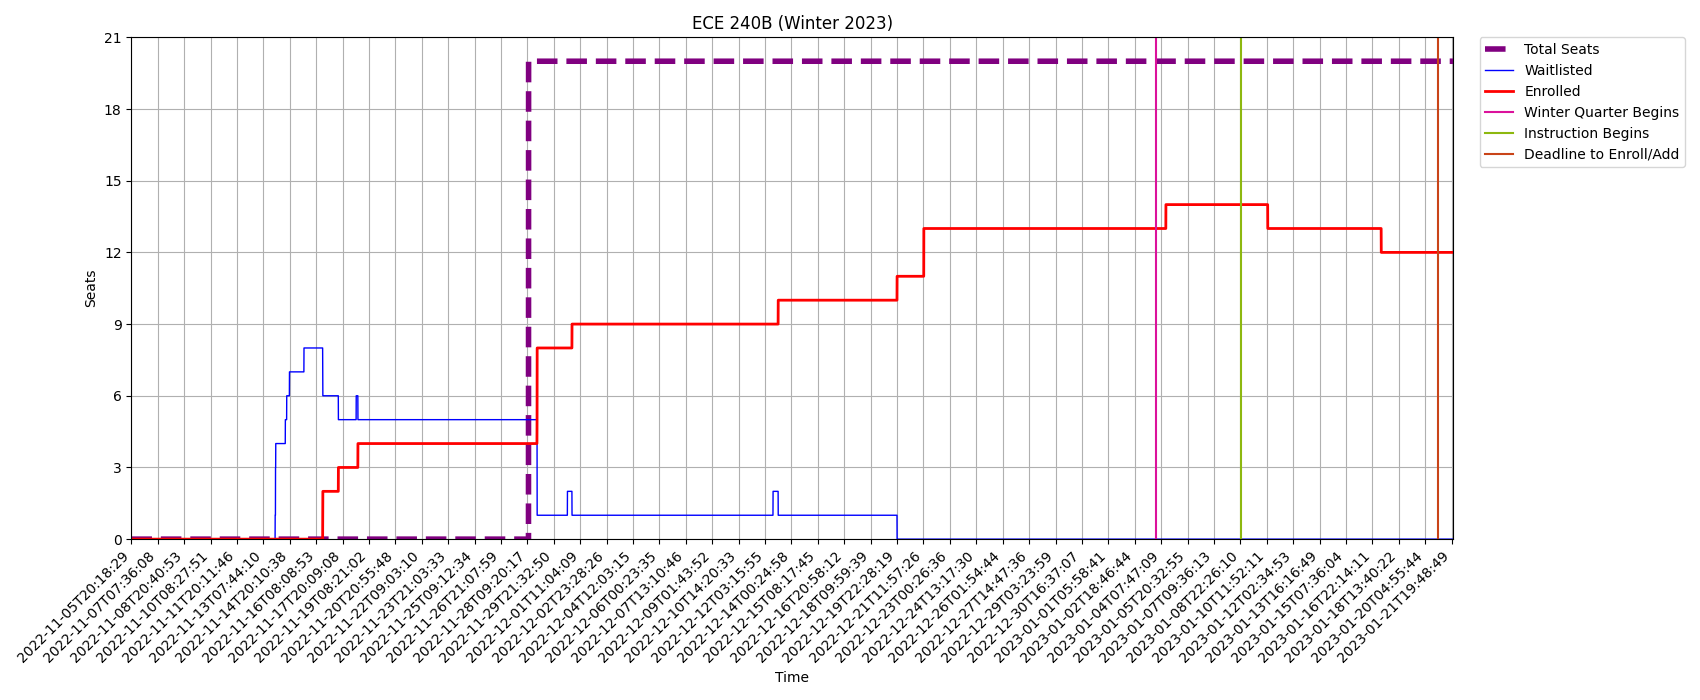 ECE 240B (Winter 2023)
21
18
15
12
9
6
3
0
Seats
Total Seats
Waitlisted
Enrolled
Winter Quarter Begins
Instruction Begins
Deadline to Enroll/Add
2022-11-05T20:18:29
2022-11-07T07:36:08
2022-11-08T20:40:53
2022-11-10T08:27:51
2022-11-11T20:11:46
2022-11-13T07:44:10
2022-11-14T20:10:38
2022-11-16T08:08:53
2022-11-17T20:09:08
2022-11-19T08:21:02
2022-11-20T20:55:48
2022-11-22T09:03:10
2022-11-23T21:03:33
2022-11-25T09:12:34
2022-11-26T21:07:59
2022-11-28T09:20:17
2022-11-29T21:32:50
2022-12-01T11:04:09
2022-12-02T23:28:26
2022-12-04T12:03:15
2022-12-06T00:23:35
2022-12-07T13:10:46
2022-12-09T01:43:52
2022-12-10T14:20:33
2022-12-12T03:15:55
2022-12-14T00:24:58
2022-12-15T08:17:45
2022-12-16T20:58:12
2022-12-18T09:59:39
2022-12-19T22:28:19
2022-12-21T11:57:26
2022-12-23T00:26:36
2022-12-24T13:17:30
2022-12-26T01:54:44
2022-12-27T14:47:36
2022-12-29T03:23:59
2022-12-30T16:37:07
2023-01-01T05:58:41
2023-01-02T18:46:44
2023-01-04T07:47:09
2023-01-05T20:32:55
2023-01-07T09:36:13
2023-01-08T22:26:10
2023-01-10T11:52:11
2023-01-12T02:34:53
2023-01-13T16:16:49
2023-01-15T07:36:04
2023-01-16T22:14:11
2023-01-18T13:40:22
2023-01-20T04:55:44
2023-01-21T19:48:49
Time